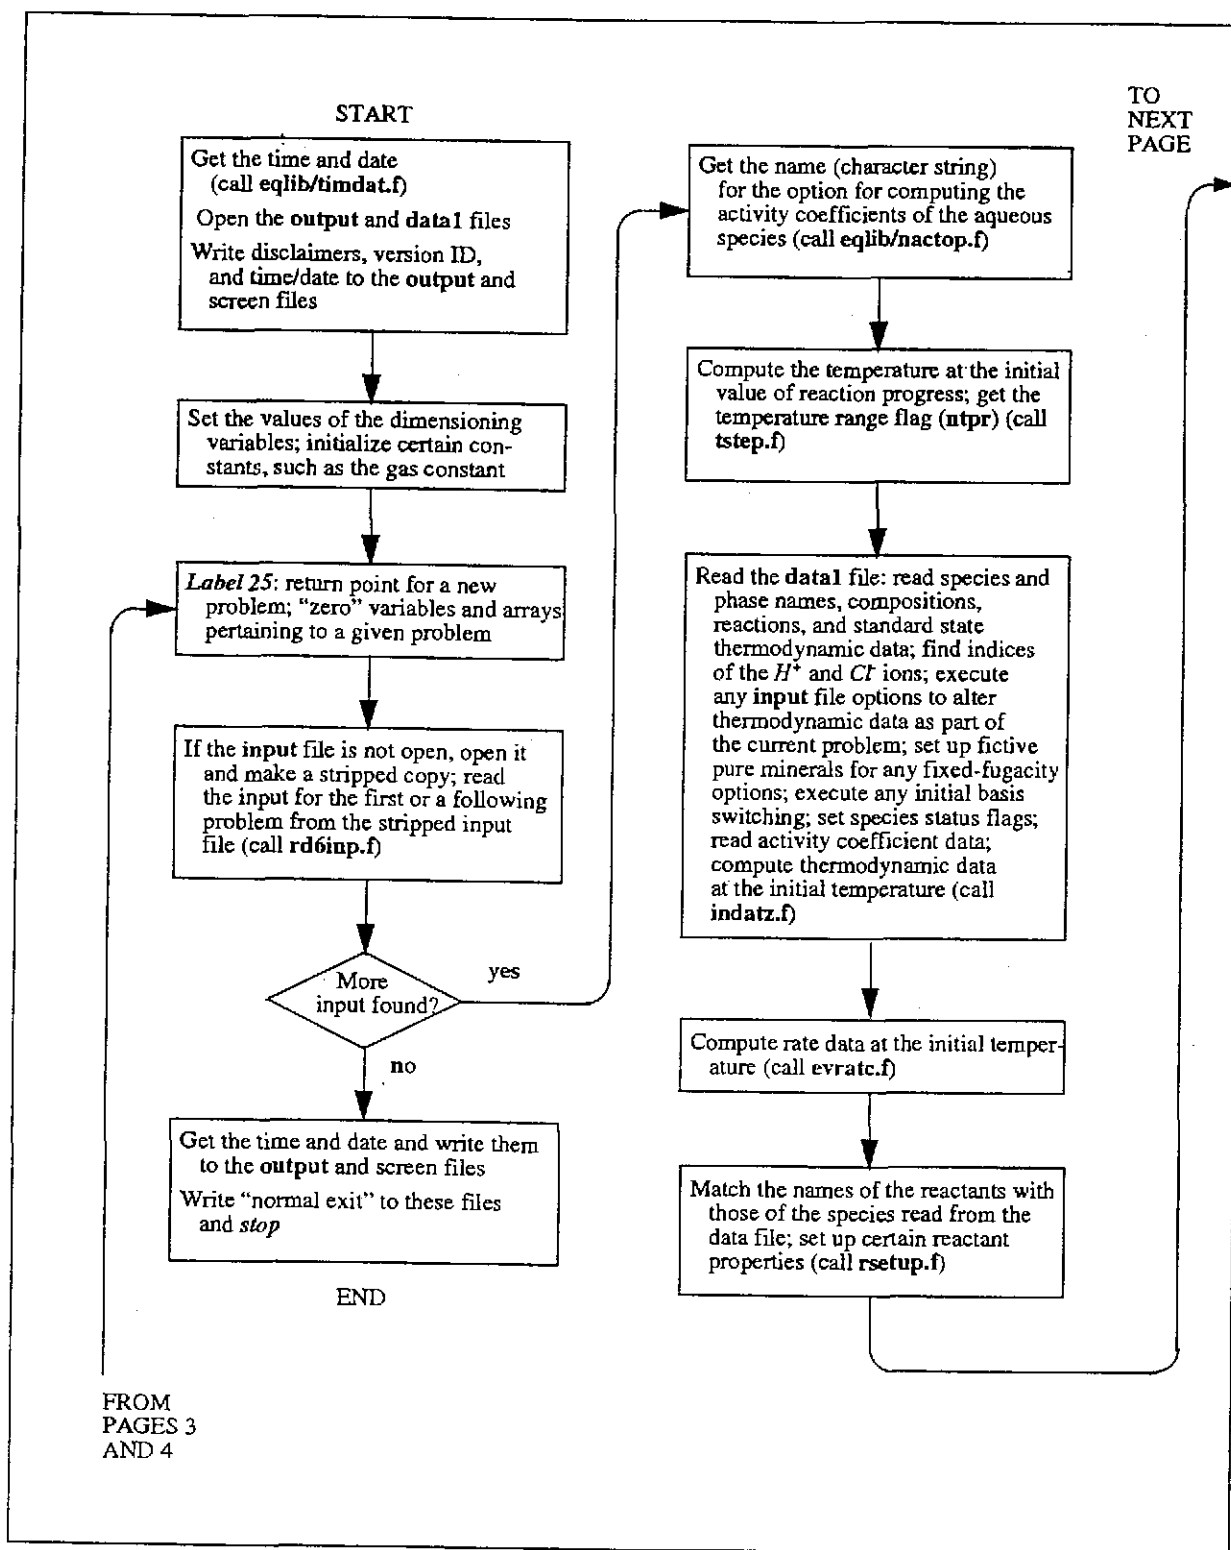 START
Get the time and date
(call eqlib/timdat.f)
Open the output and data1 files
Write disclaimers, version ID,
and time/date to the output and
screen files
Set the values of the dimensioning
variables; initialize certain con-
stants, such as the gas constant
Label 25: return point for a new
problem; “zero” variables and arrays
pertaining to a given problem
If the input file is not open, open it
and make a stripped copy; read
the input for the first or a following
problem from the stripped input
file (call rd6inp.f)
More
input found?
yes
no
Get the time and date and write them
to the output and screen files
Write “normal exit” to these files
and stop
END
FROM
PAGES 3
AND 4
Get the name (character string)
for the option for computing the
activity coefficients of the aqueous
species (call eqlib/nactop.f)
Compute the temperature at the initial
value of reaction progress; get the
temperature range flag (ntpr) (call
tstep.f)
Read the data1 file: read species and
phase names, compositions,
reactions, and standard state
thermodynamic data; find indices
of the H+ and Cl- ions; execute
any input file options to alter
thermodynamic data as part of
the current problem; set up fictive
pure minerals for any fixed-fugacity
options; execute any initial basis
switching; set species status flags;
read activity coefficient data;
compute thermodynamic data
at the initial temperature (call
indatz.f)
Compute rate data at the initial temper-
ature (call evratc.f)
Match the names of the reactants with
those of the species read from the
data file; set up certain reactant
properties (call rsetup.f)
TO
NEXT
PAGE